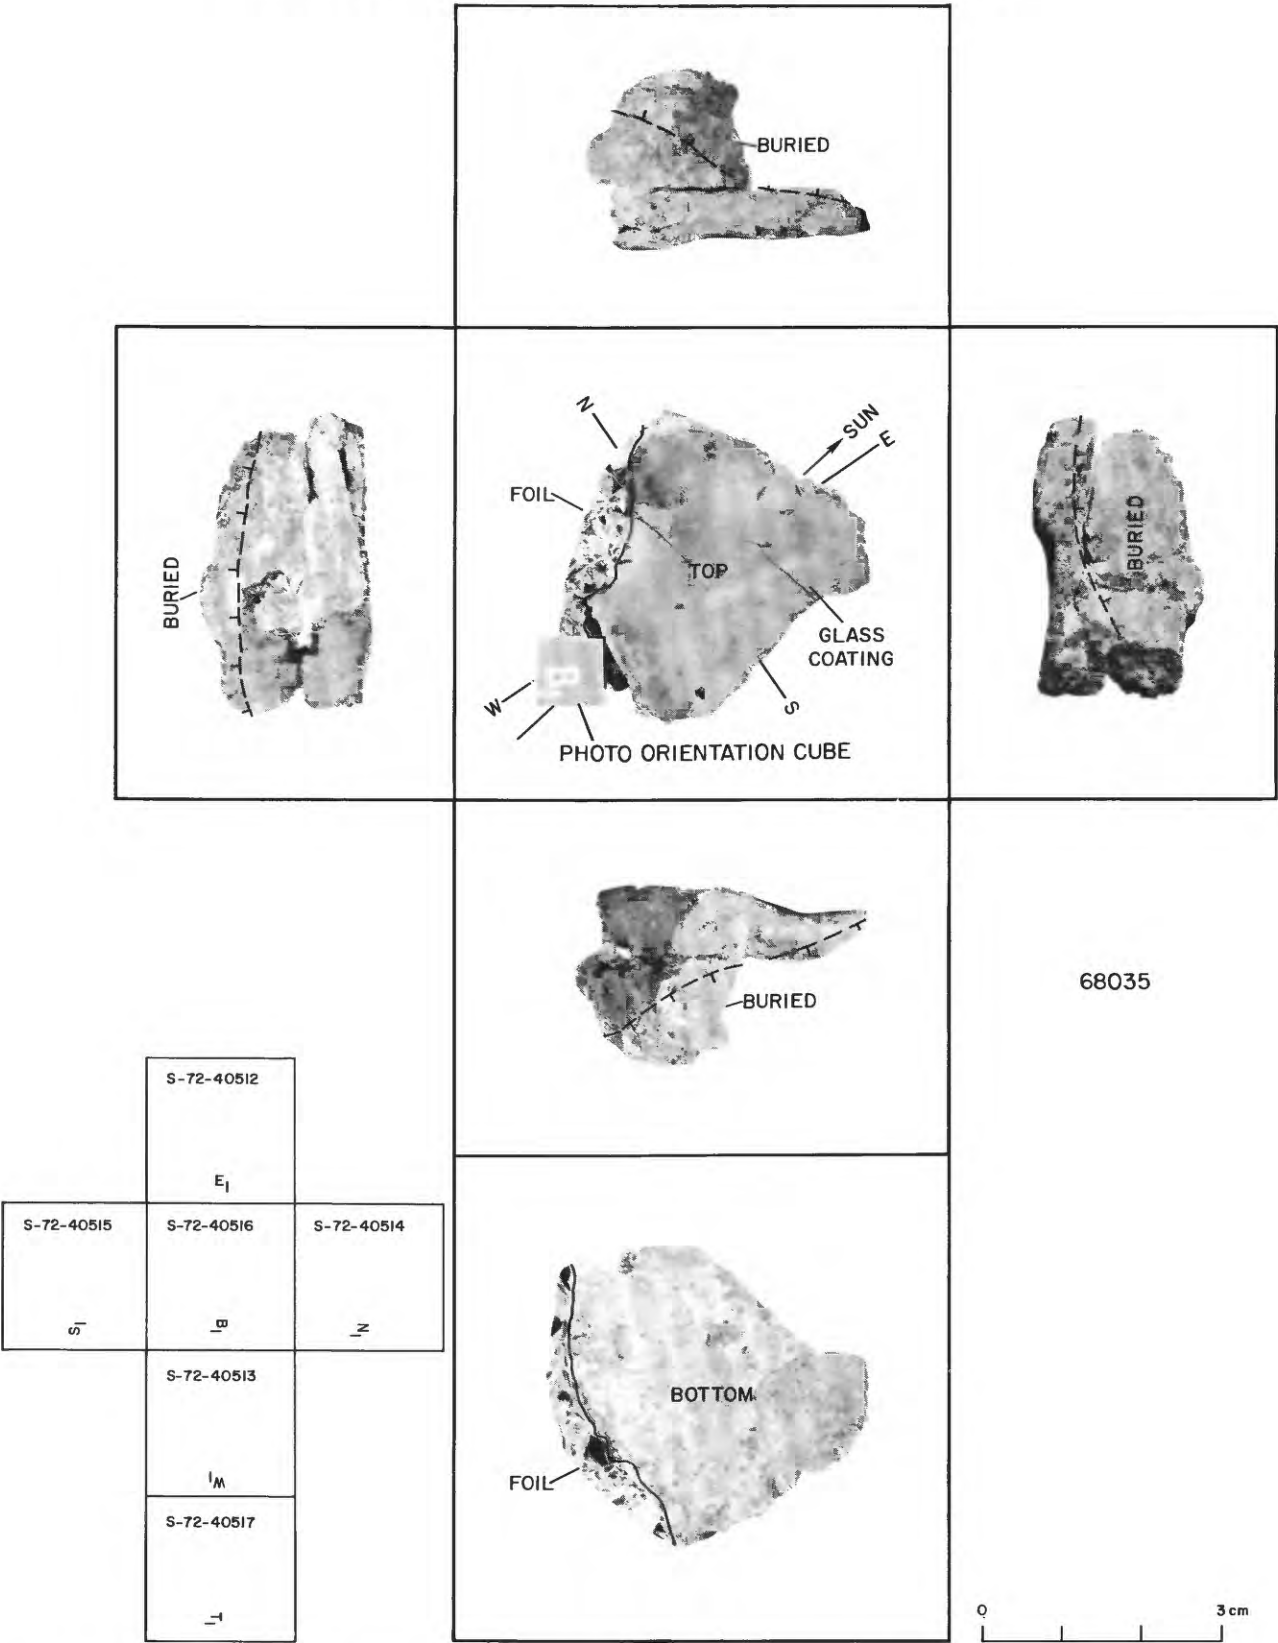 BURIED
N
SUN
E
FOIL
TOP
BURIED
BURIED
GLASS
COATING
B
W
S
PHOTO ORIENTATION CUBE
BURIED
68035
S-72-40512
E1
S-72-40515
S-72-40516
S-72-40514
S1
B1
N1
S-72-40513
W1
S-72-40517
T1
BOTTOM
FOIL
0 3 cm